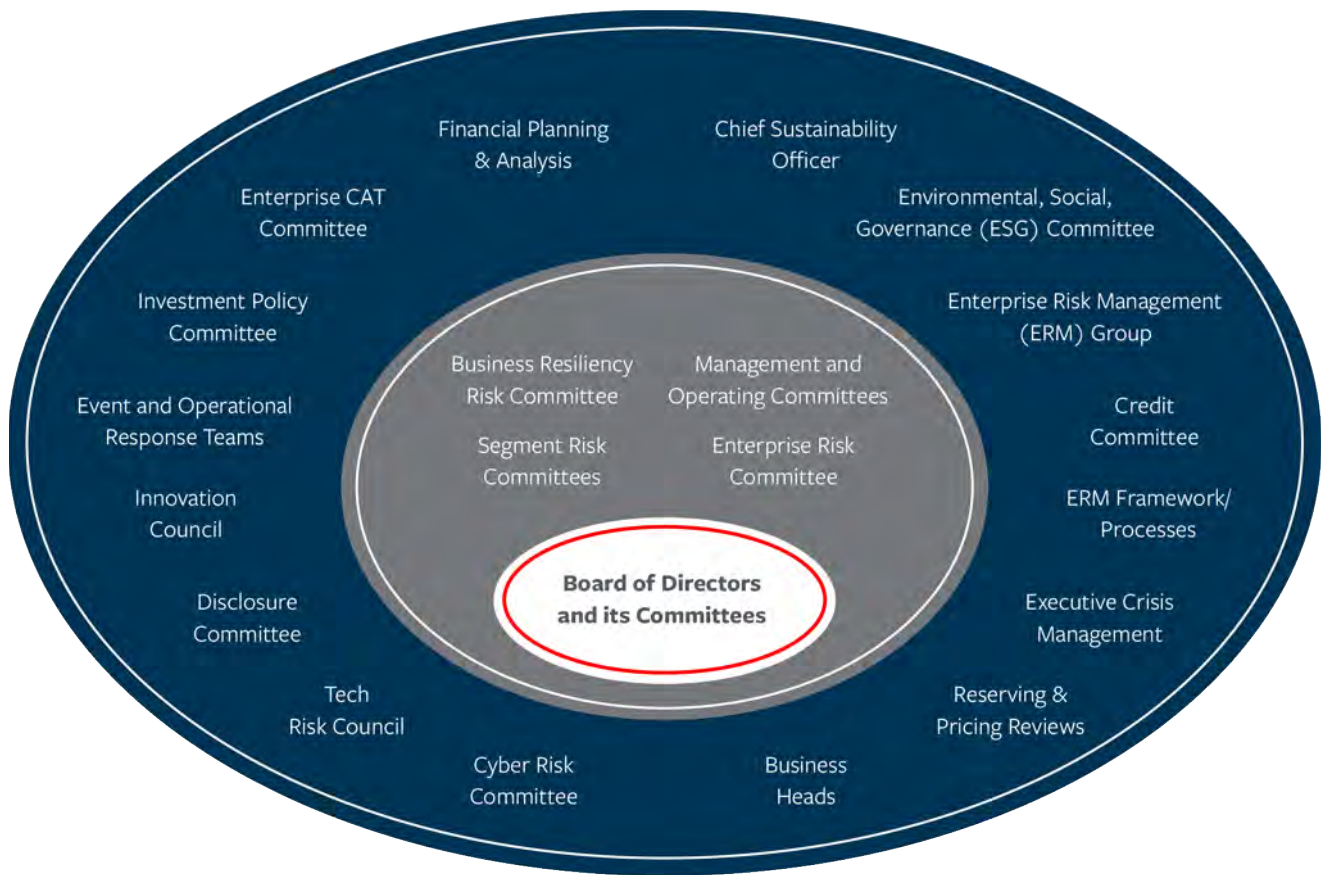 Financial Planning
& Analysis
Chief Sustainability
Officer
Enterprise CAT
Committee
Environmental, Social,
Governance (ESG) Committee
Investment Policy
Committee
Enterprise Risk Management
(ERM) Group
Business Resiliency
Risk Committee
Management and
Operating Committees
Event and Operational
Response Teams
Credit
Committee
Segment Risk
Committees
Enterprise Risk
Committee
Innovation
Council
ERM Framework/
Processes
Board of Directors
and its Committees
Disclosure
Committee
Executive Crisis
Management
Tech
Risk Council
Reserving &
Pricing Reviews
Cyber Risk
Committee
Business
Heads